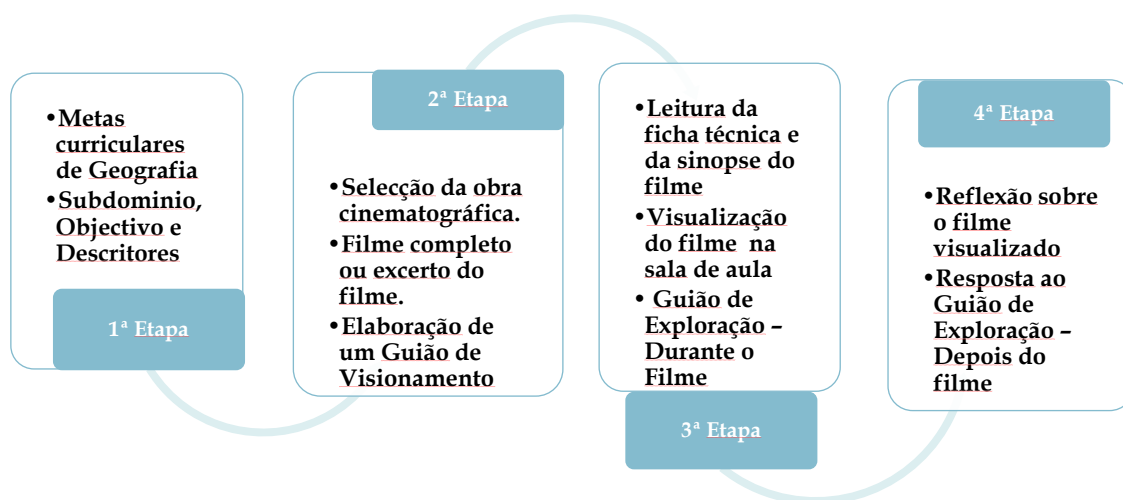 •Metas
curriculares
de Geografia
•Subdominio,
Objectivo e
Descritores
1ª Etapa
2ª Etapa
•Selecção da obra
cinematográfica.
•Filme completo
ou excerto do
filme.
•Elaboração de
um Guião de
Visionamento
•Leitura da
ficha técnica e
da sinopse do
filme
•Visualização
do filme na
sala de aula
• Guião de
Exploração –
Durante o
Filme
3ª Etapa
4ª Etapa
•Reflexão sobre
o filme
visualizado
•Resposta ao
Guião de
Exploração –
Depois do
filme